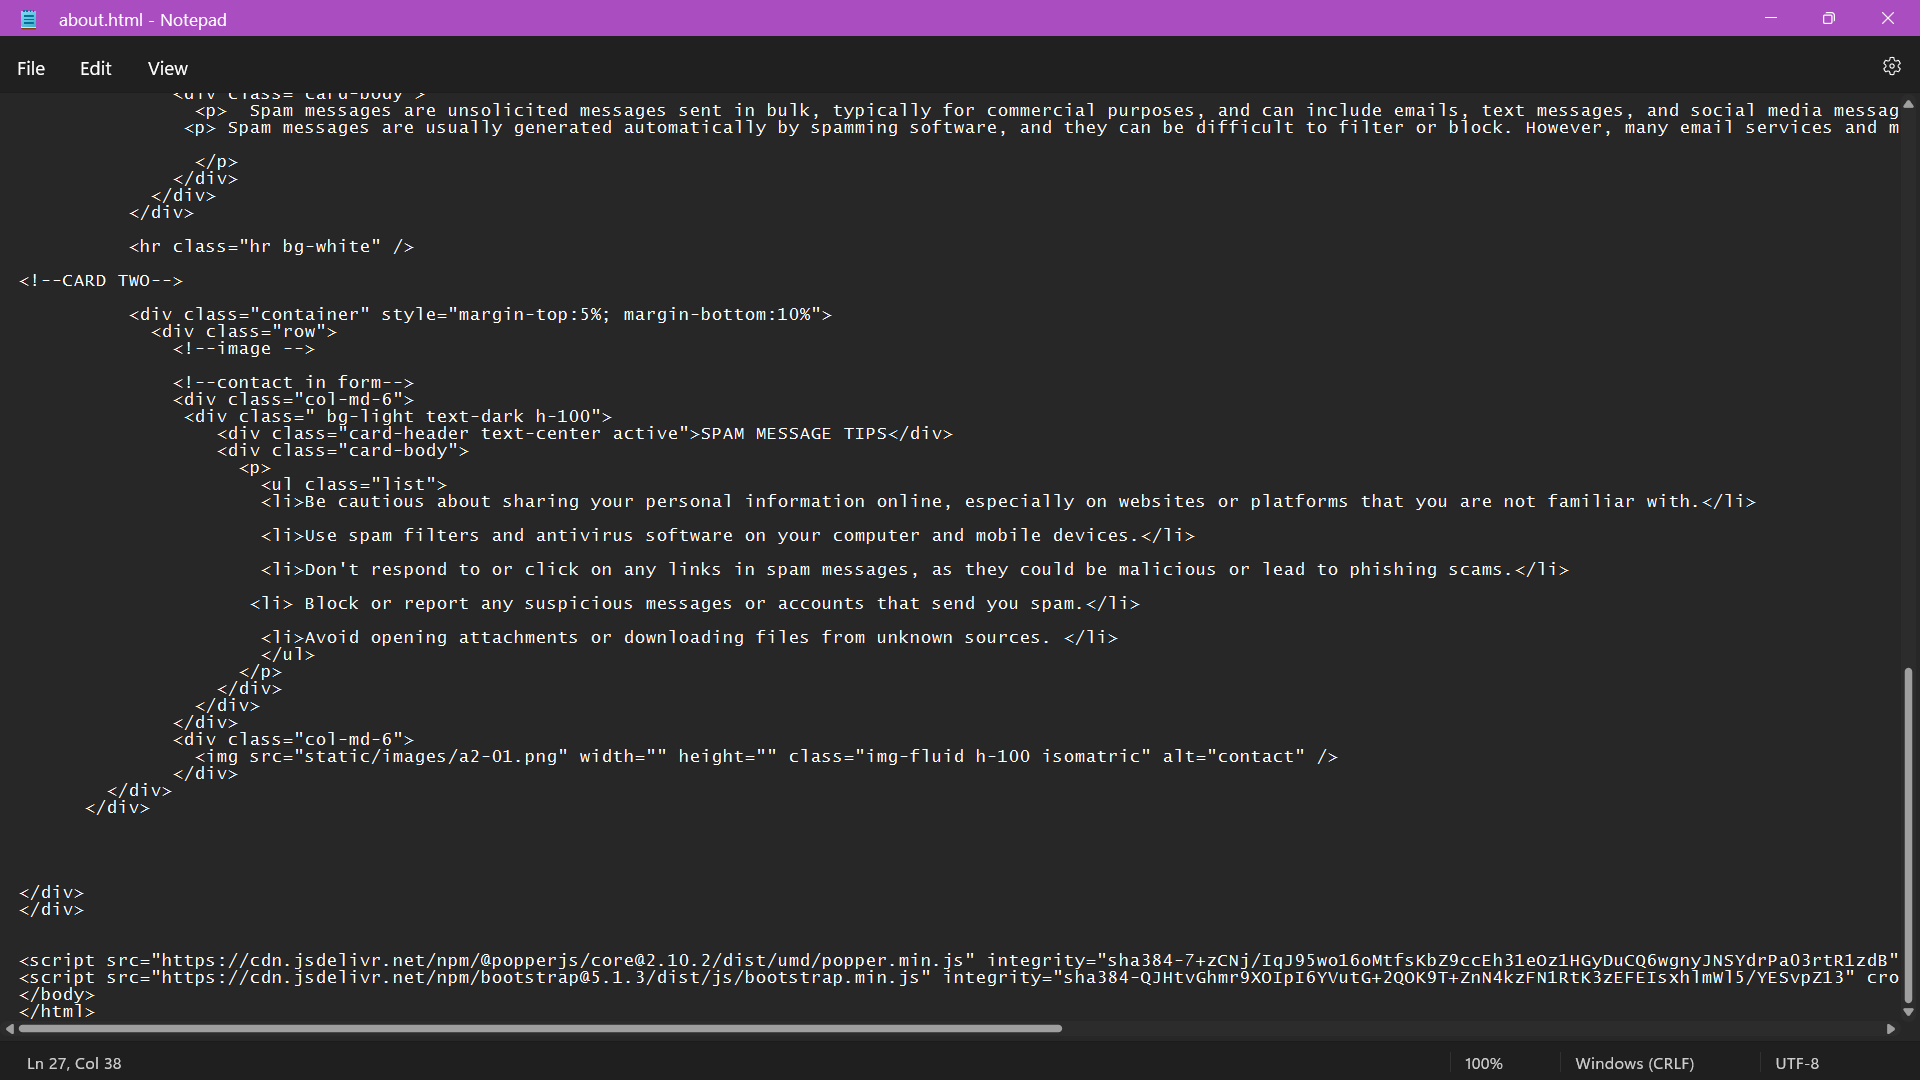 about.html - Notepad
File Edit View
<div class="card-body">
<p>  Spam messages are unsolicited messages sent in bulk, typically for commercial purposes, and can include emails, text messages, and social media messag
<p> Spam messages are usually generated automatically by spamming software, and they can be difficult to filter or block. However, many email services and m
</p>
</div>
</div>
</div>
<hr class="hr bg-white" />
<!--CARD TWO-->
<div class="container" style="margin-top:5%; margin-bottom:10%">
<div class="row">
<!--image -->
<!--contact in form-->
<div class="col-md-6">
<div class=" bg-light text-dark h-100">
<div class="card-header text-center active">SPAM MESSAGE TIPS</div>
<div class="card-body">
<p>
<ul class="list">
<li>Be cautious about sharing your personal information online, especially on websites or platforms that you are not familiar with.</li>
<li>Use spam filters and antivirus software on your computer and mobile devices.</li>
<li>Don't respond to or click on any links in spam messages, as they could be malicious or lead to phishing scams.</li>
<li> Block or report any suspicious messages or accounts that send you spam.</li>
<li>Avoid opening attachments or downloading files from unknown sources. </li>
</ul>
</p>
</div>
</div>
</div>
<div class="col-md-6">
<img src="static/images/a2-01.png" width="" height="" class="img-fluid h-100 isomatric" alt="contact" />
</div>
</div>
</div>
</div>
</div>
<script src="https://cdn.jsdelivr.net/npm/@popperjs/core@2.10.2/dist/umd/popper.min.js" integrity="sha384-7+zCNj/IqJ95wo16oMtfsKbZ9ccEh31eOz1HGyDuCQ6wgnyJNSYdrPa03rtR1zdB"
<script src="https://cdn.jsdelivr.net/npm/bootstrap@5.1.3/dist/js/bootstrap.min.js" integrity="sha384-QJHtvGhmr9XOIpI6YVutG+2QOK9T+ZnN4kzFN1RtK3zEFEIsxhlmWl5/YESvpZ13" cro
</body>
</html>
Ln 27, Col 38 100% Windows (CRLF) UTF-8